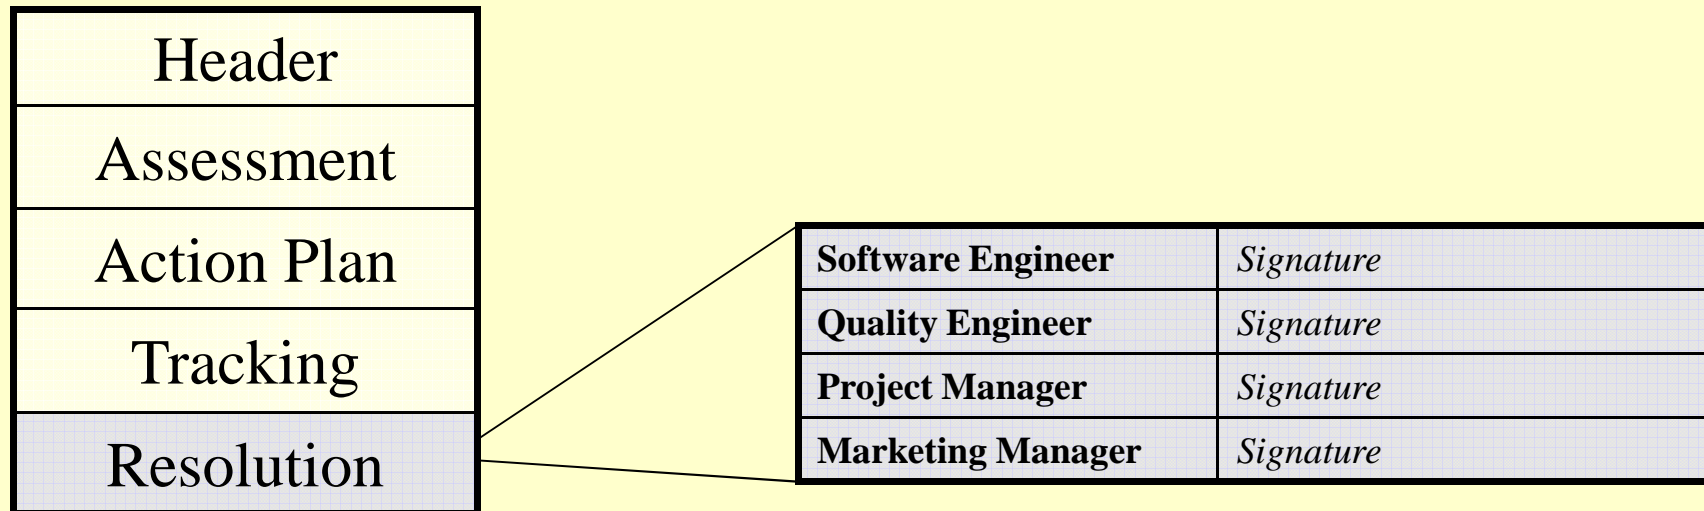 Header
Assessment
Action Plan
Tracking
Resolution
Software Engineer Signature
Quality Engineer Signature
Project Manager Signature
Marketing Manager Signature